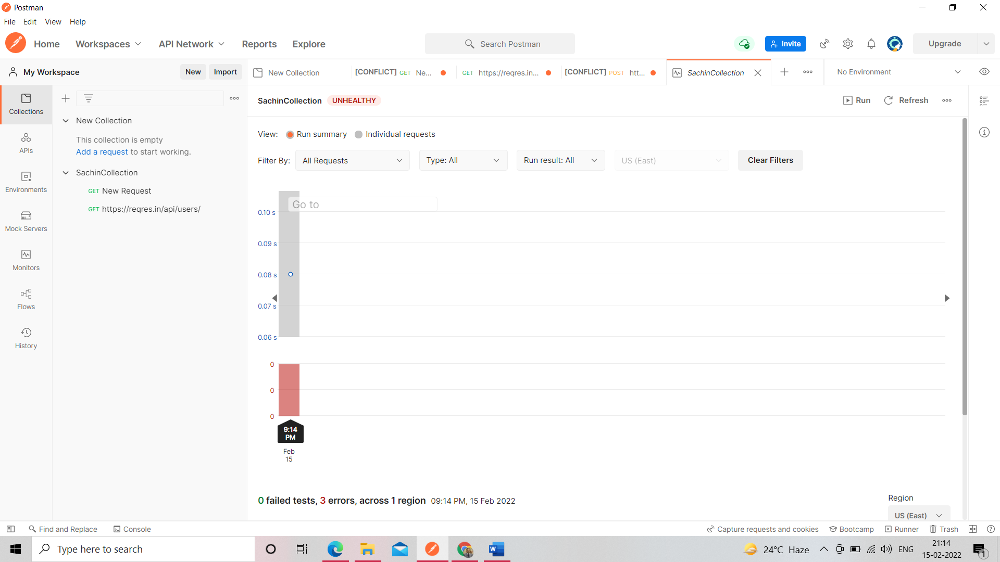 Postman
File Edit View Help
Home Workspaces API Network Reports Explore Search Postman Invite Upgrade
My Workspace New Import New Collection [CONFLICT] GET Ne... GET https://reqres.in... [CONFLICT] POST htt... SachinCollection No Environment
Collections
APIs
Environments
Mock Servers
Monitors
Flows
History
New Collection
This collection is empty
Add a request to start working.
SachinCollection
GET New Request
GET https://reqres.in/api/users/
SachinCollection UNHEALTHY Run Refresh
View: Run summary Individual requests
Filter By: All Requests Type: All Run result: All US (East) Clear Filters
Go to
0.10 s
0.09 s
0.08 s
0.07 s
0.06 s
0
0
0
9:14
PM
Feb
15
0 failed tests, 3 errors, across 1 region 09:14 PM, 15 Feb 2022
Region
US (East)
Find and Replace Console Capture requests and cookies Bootcamp Runner Trash
Type here to search 24°C Haze ENG 21:14
15-02-2022
1